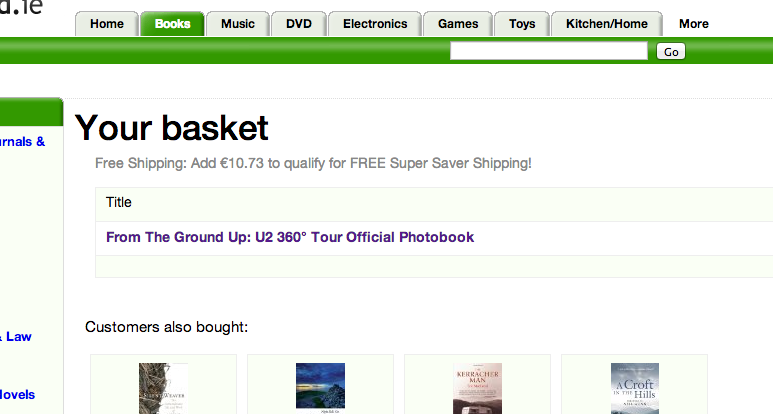 d.ie
Home Books Music DVD Electronics Games Toys Kitchen/Home More
Go
urnals &
Your basket
Free Shipping: Add €10.73 to qualify for FREE Super Saver Shipping!
Title
From The Ground Up: U2 360° Tour Official Photobook
& Law
Customers also bought:
Novels
KERRACHER
MAN
A Croft
IN THE
Hills